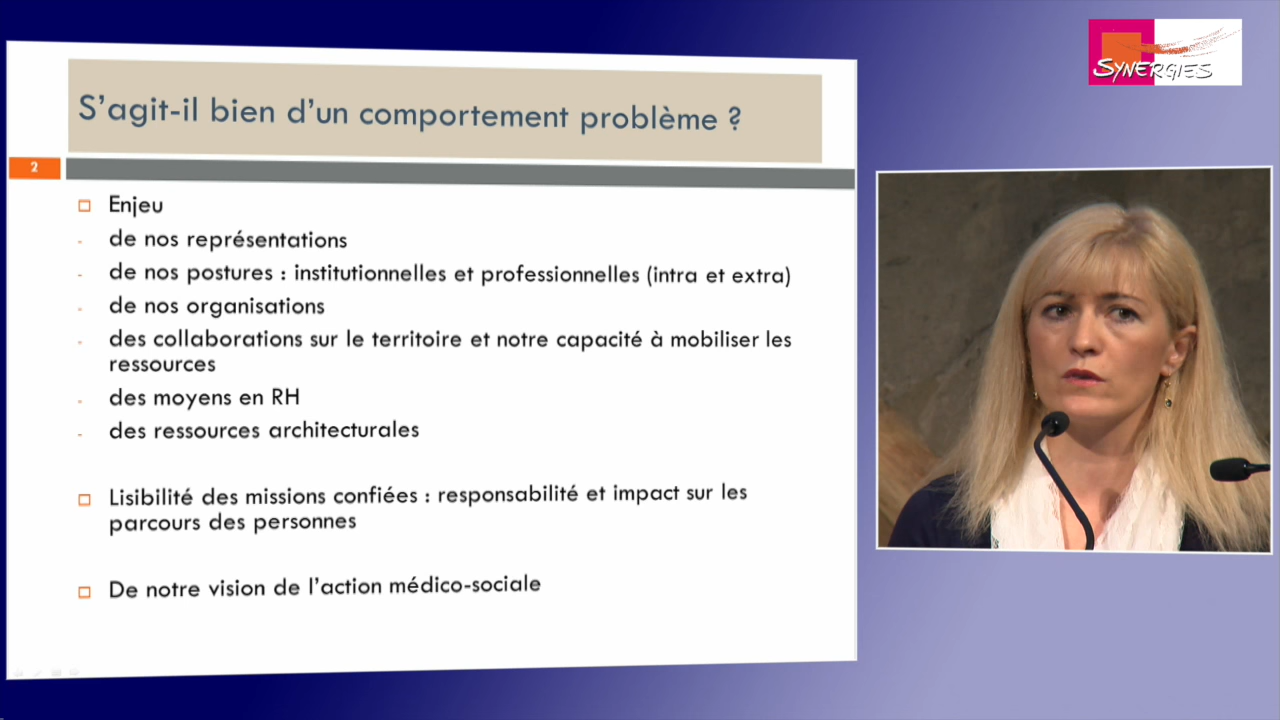 SYNERGIES
S'agit-il bien d'un comportement problème ?
2
Enjeu
- de nos représentations
- de nos postures : institutionnelles et professionnelles (intra et extra)
- de nos organisations
- des collaborations sur le territoire et notre capacité à mobiliser les
ressources
- des moyens en RH
- des ressources architecturales
Lisibilité des missions confiées : responsabilité et impact sur les
parcours des personnes
De notre vision de l'action médico-sociale